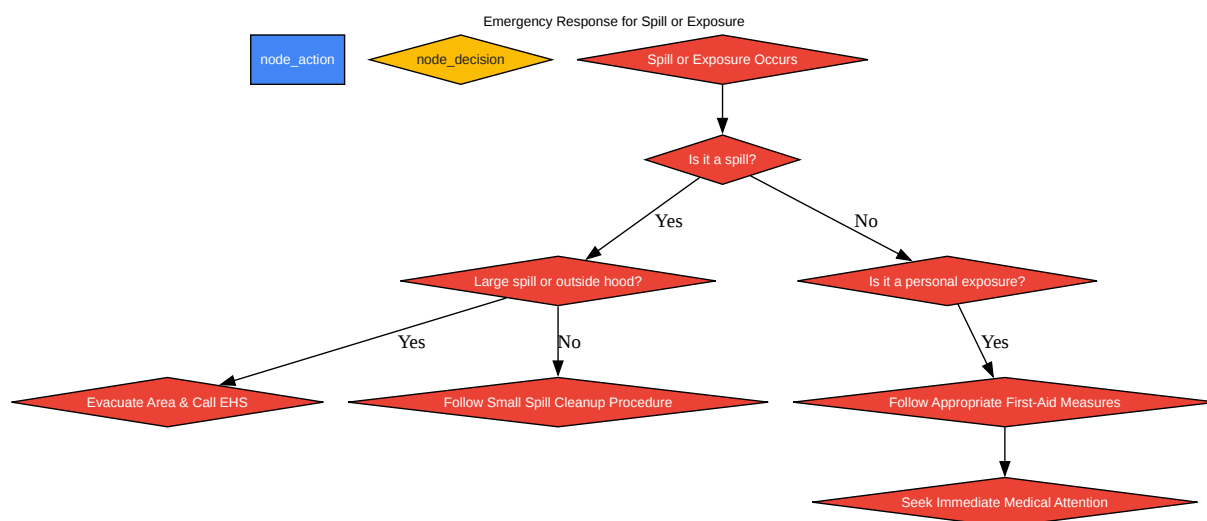 Emergency Response for Spill or Exposure
node_action
node_decision
Spill or Exposure Occurs
Is it a spill?
Yes
No
Large spill or outside hood?
Is it a personal exposure?
Yes
No
Yes
Evacuate Area & Call EHS
Follow Small Spill Cleanup Procedure
Follow Appropriate First-Aid Measures
Seek Immediate Medical Attention